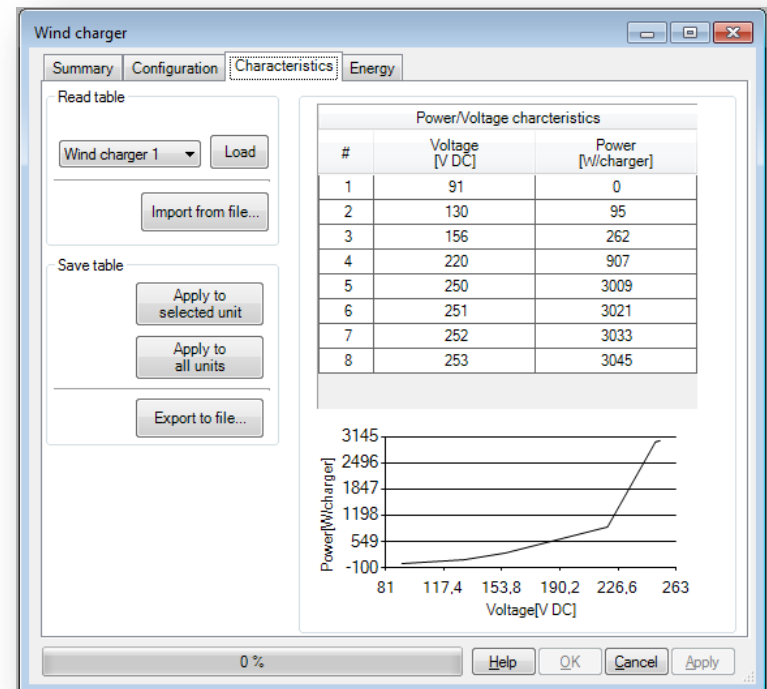 Wind charger
Summary Configuration Characteristics Energy
Read table
Wind charger 1 Load
Import from file...
Save table
Apply to
selected unit
Apply to
all units
Export to file...
Power/Voltage charcteristics
# Voltage [V DC] Power [W/charger]
1 91 0
2 130 95
3 156 262
4 220 907
5 250 3009
6 251 3021
7 252 3033
8 253 3045
Power[W/charger]
3145
2496
1847
1198
549
-100
81 117,4 153,8 190,2 226,6 263
Voltage[V DC]
0 % Help OK Cancel Apply